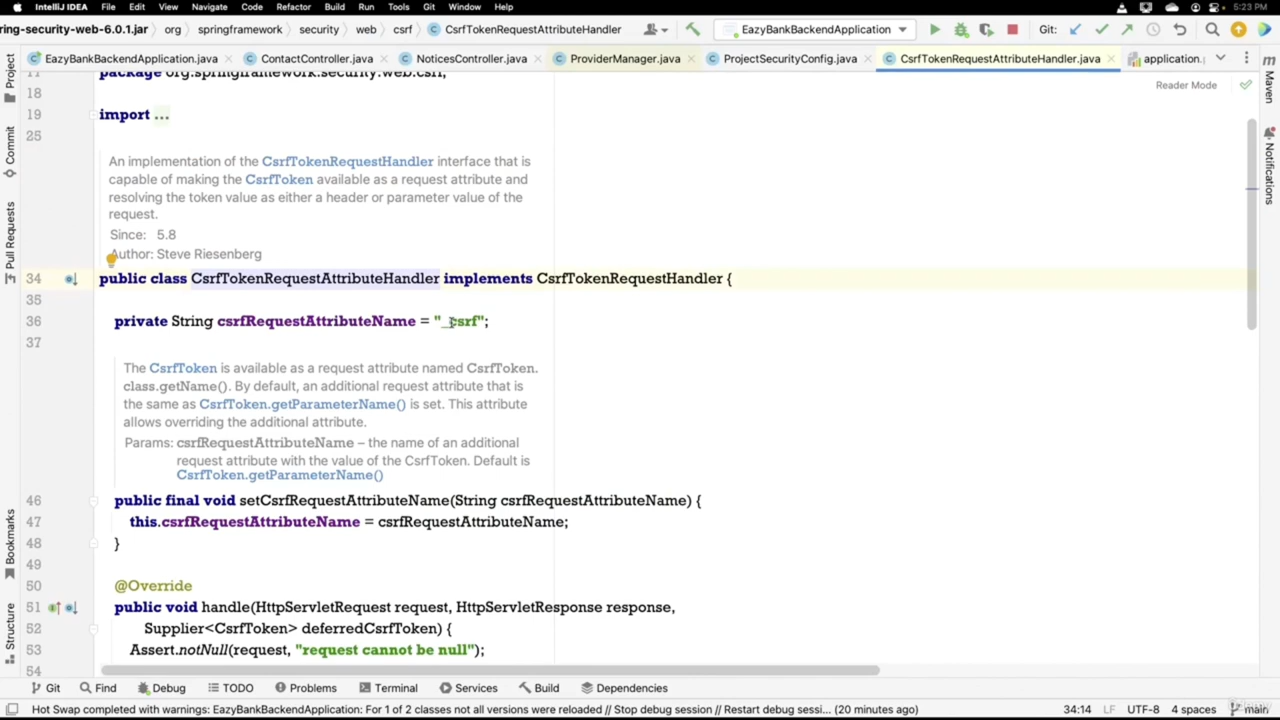 IntelliJ IDEA File Edit View Navigate Code Refactor Build Run Tools Git Window Help 5:23 PM
ring-security-web-6.0.1.jar org springframework security web csrf CsrfTokenRequestAttributeHandler EazyBankBackendApplication Git:
EazyBankBackendApplication.java ContactController.java NoticesController.java ProviderManager.java ProjectSecurityConfig.java CsrfTokenRequestAttributeHandler.java application.
Project
Commit
Pull Requests
Bookmarks
Structure
Maven
Notifications
Reader Mode
17 package org.springframework.security.web.csrf;
18
19 import ...
25
An implementation of the CsrfTokenRequestHandler interface that is
capable of making the CsrfToken available as a request attribute and
resolving the token value as either a header or parameter value of the
request.
Since: 5.8
Author: Steve Riesenberg
34 public class CsrfTokenRequestAttributeHandler implements CsrfTokenRequestHandler {
35
36 private String csrfRequestAttributeName = "_csrf";
37
The CsrfToken is available as a request attribute named CsrfToken.
class.getName(). By default, an additional request attribute that is
the same as CsrfToken.getParameterName() is set. This attribute
allows overriding the additional attribute.
Params: csrfRequestAttributeName – the name of an additional
request attribute with the value of the CsrfToken. Default is
CsrfToken.getParameterName()
46 public final void setCsrfRequestAttributeName(String csrfRequestAttributeName) {
47 this.csrfRequestAttributeName = csrfRequestAttributeName;
48 }
49
50 @Override
51 public void handle(HttpServletRequest request, HttpServletResponse response,
52 Supplier<CsrfToken> deferredCsrfToken) {
53 Assert.notNull(request, "request cannot be null");
54
Git Find Debug TODO Problems Terminal Services Build Dependencies
Hot Swap completed with warnings: EazyBankBackendApplication: For 1 of 2 classes not all versions were reloaded // Stop debug session // Restart debug sessi... (20 minutes ago) 34:14 LF UTF-8 4 spaces main